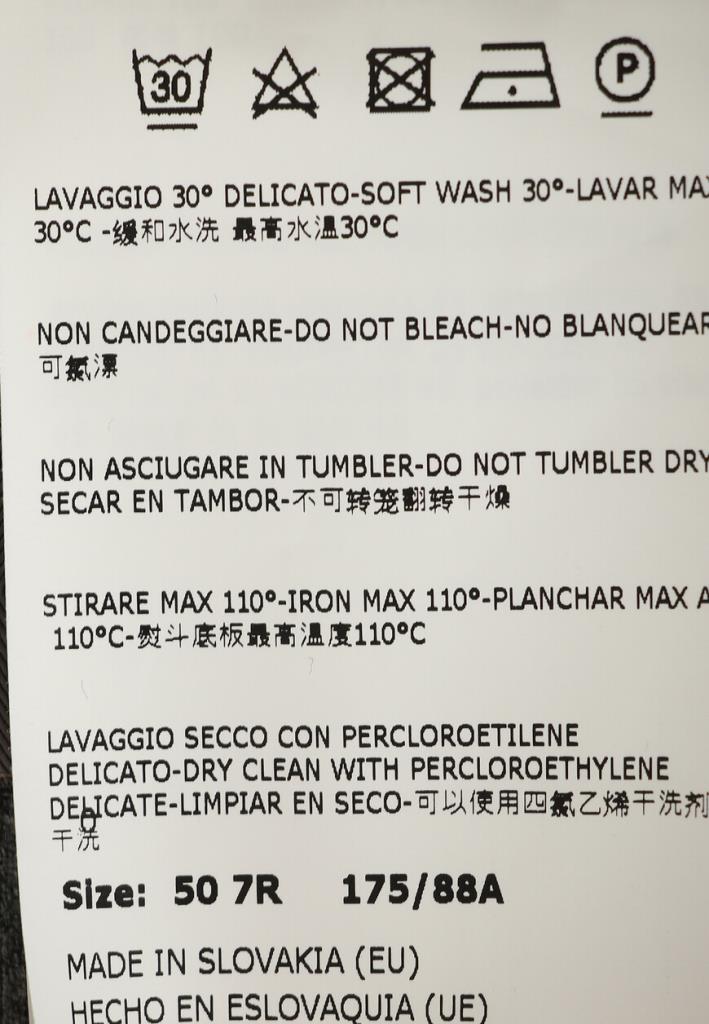 30
P
LAVAGGIO 30° DELICATO-SOFT WASH 30°-LAVAR MAX
30°C -缓和水洗 最高水温30°C
NON CANDEGGIARE-DO NOT BLEACH-NO BLANQUEAR
可氯漂
NON ASCIUGARE IN TUMBLER-DO NOT TUMBLER DRY
SECAR EN TAMBOR-不可转笼翻转干燥
STIRARE MAX 110°-IRON MAX 110°-PLANCHAR MAX A
110°C-熨斗底板最高温度110°C
LAVAGGIO SECCO CON PERCLOROETILENE
DELICATO-DRY CLEAN WITH PERCLOROETHYLENE
DELICATE-LIMPIAR EN SECO-可以使用四氯乙烯干洗剂
干洗
Size: 50 7R 175/88A
MADE IN SLOVAKIA (EU)
HECHO EN ESLOVAQUIA (UE)